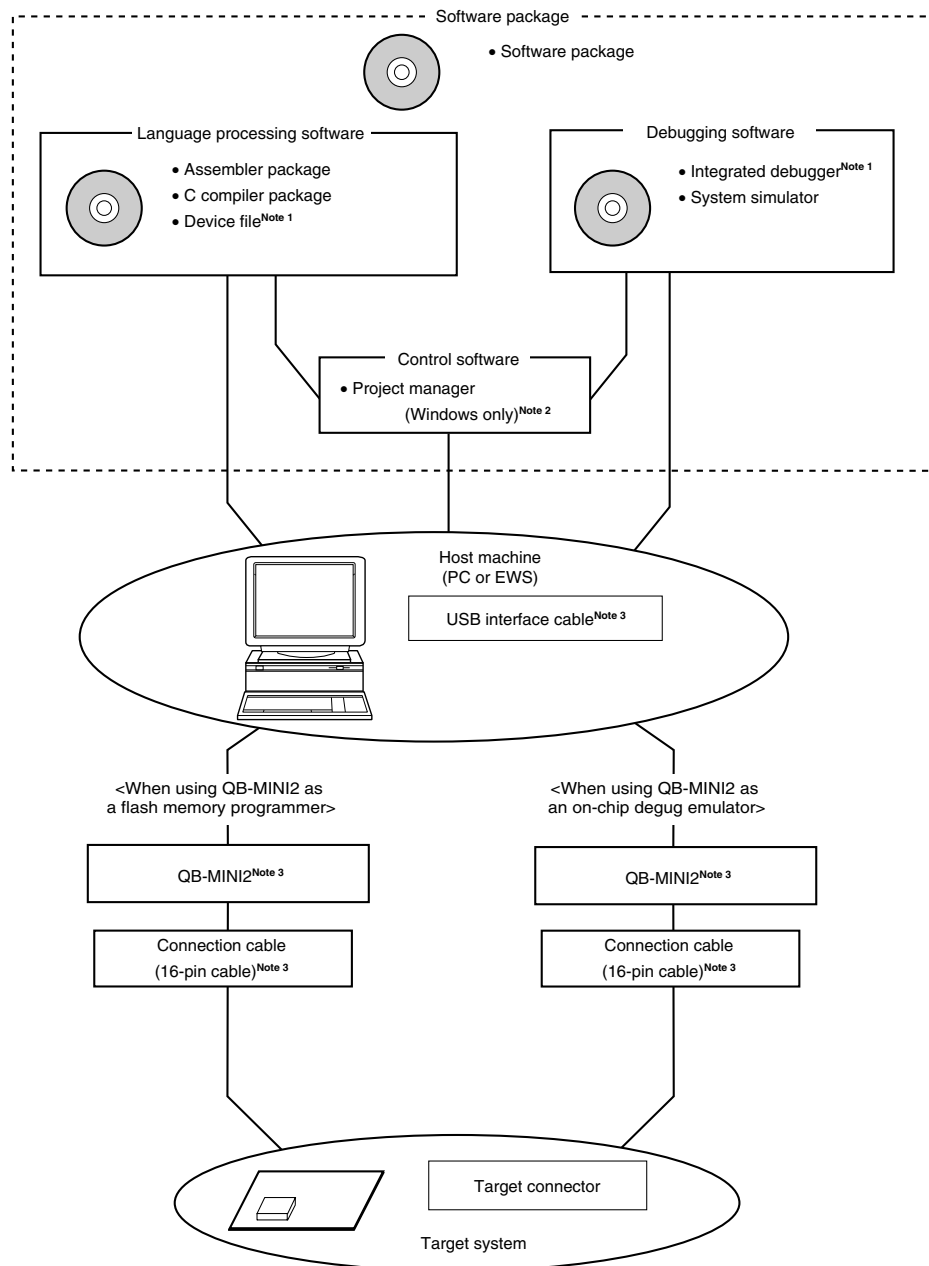 Software package
• Software package
Language processing software
• Assembler package
• C compiler package
• Device fileNote 1
Debugging software
• Integrated debuggerNote 1
• System simulator
Control software
• Project manager
(Windows only)Note 2
Host machine
(PC or EWS)
USB interface cableNote 3
<When using QB-MINI2 as
a flash memory programmer>
QB-MINI2Note 3
Connection cable
(16-pin cable)Note 3
<When using QB-MINI2 as
an on-chip degug emulator>
QB-MINI2Note 3
Connection cable
(16-pin cable)Note 3
Target connector
Target system